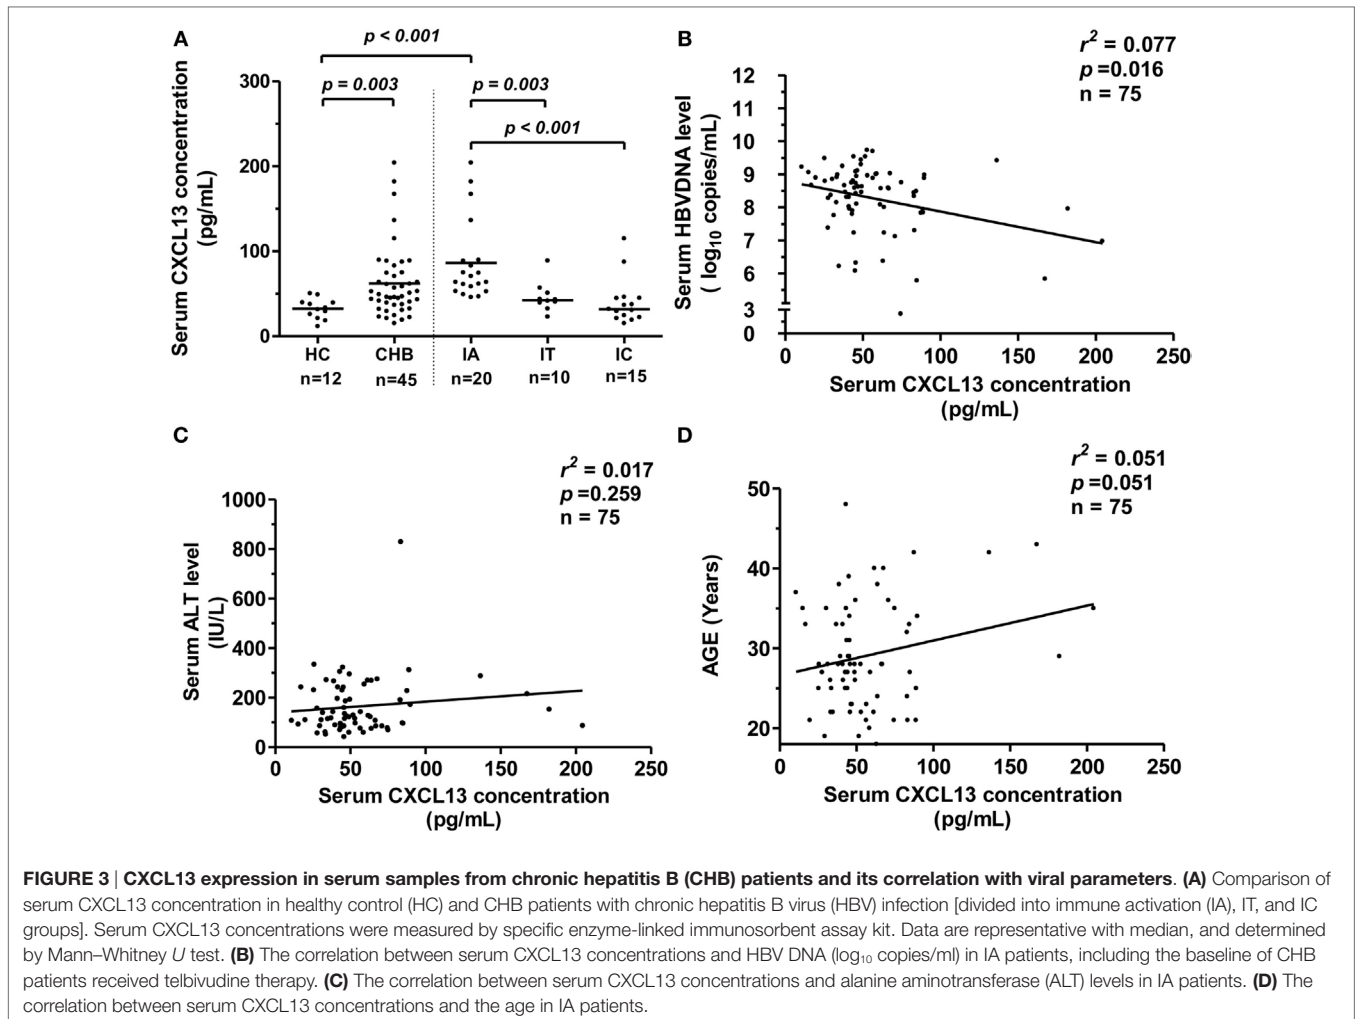 A
p < 0.001
p = 0.003
p = 0.003
p < 0.001
Serum CXCL13 concentration
(pg/mL)
300
200
100
0
HC CHB IA IT IC
n=12 n=45 n=20 n=10 n=15
B
r² = 0.077
p =0.016
n = 75
Serum HBVDNA level
( log₁₀ copies/mL)
12
11
10
9
8
7
6
3
0
0 50 100 150 200 250
Serum CXCL13 concentration
(pg/mL)
C
r² = 0.017
p =0.259
n = 75
Serum ALT level
(IU/L)
1000
800
600
400
200
0
0 50 100 150 200 250
Serum CXCL13 concentration
(pg/mL)
D
r² = 0.051
p =0.051
n = 75
AGE (Years)
50
40
30
20
0 50 100 150 200 250
Serum CXCL13 concentration
(pg/mL)
FIGURE 3 | CXCL13 expression in serum samples from chronic hepatitis B (CHB) patients and its correlation with viral parameters. (A) Comparison of
serum CXCL13 concentration in healthy control (HC) and CHB patients with chronic hepatitis B virus (HBV) infection [divided into immune activation (IA), IT, and IC
groups]. Serum CXCL13 concentrations were measured by specific enzyme-linked immunosorbent assay kit. Data are representative with median, and determined
by Mann–Whitney U test. (B) The correlation between serum CXCL13 concentrations and HBV DNA (log₁₀ copies/ml) in IA patients, including the baseline of CHB
patients received telbivudine therapy. (C) The correlation between serum CXCL13 concentrations and alanine aminotransferase (ALT) levels in IA patients. (D) The
correlation between serum CXCL13 concentrations and the age in IA patients.